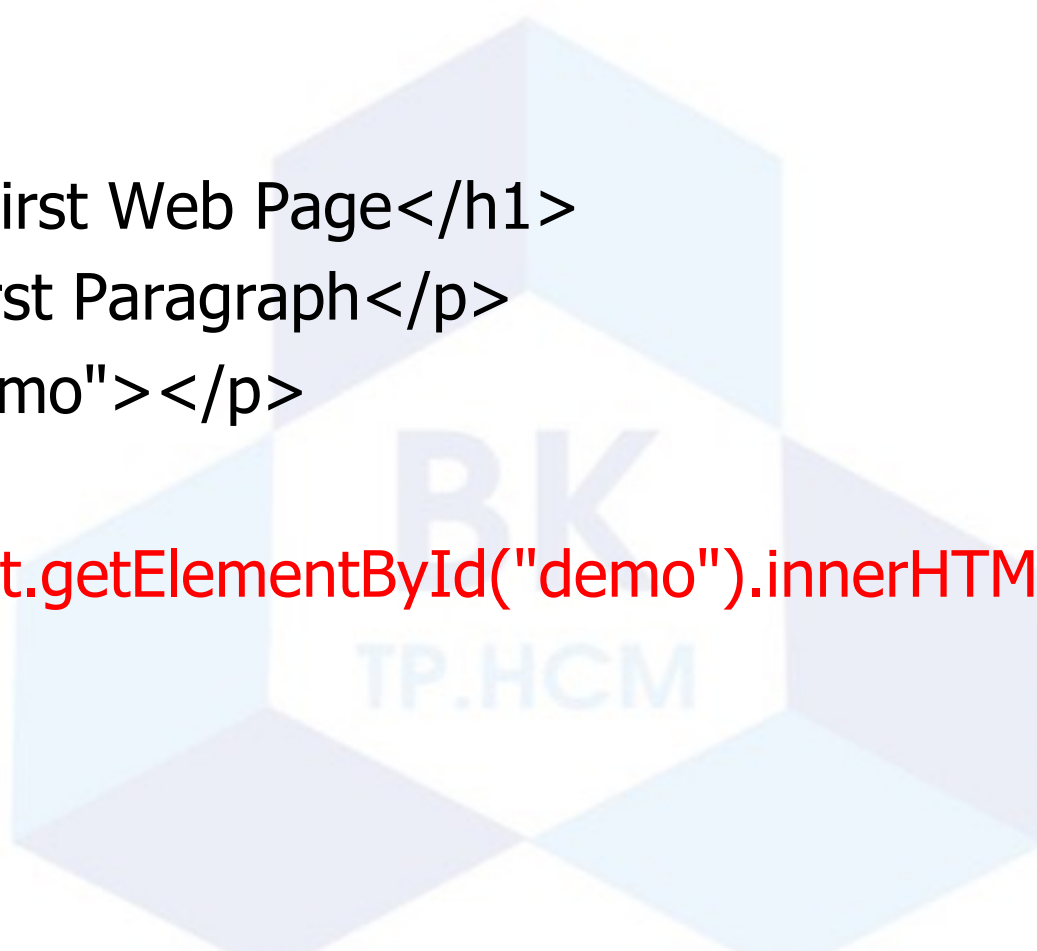 irst Web Page</h1>
rst Paragraph</p>
mo"></p>
BK
t.getElementById("demo").innerHTM
TP.HCM